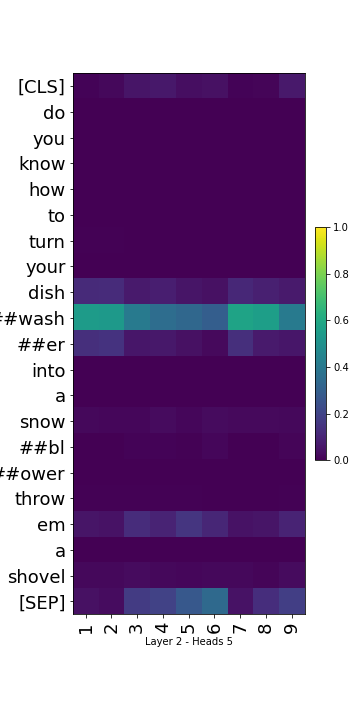 [CLS]
do
you
know
how
to
turn
your
dish
##wash
##er
into
a
snow
##bl
##ower
throw
em
a
shovel
[SEP]
1 2 3 4 5 6 7 8 9
Layer 2 - Heads 5
1.0
0.8
0.6
0.4
0.2
0.0